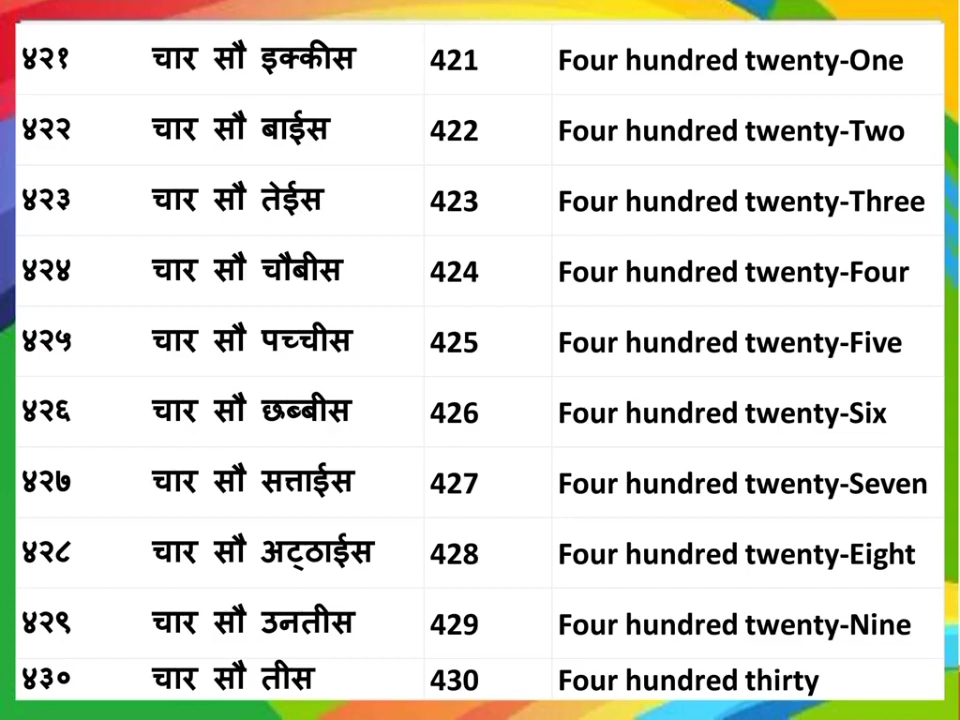 ४२१ चार सौ इक्कीस 421 Four hundred twenty-One
४२२ चार सौ बाईस 422 Four hundred twenty-Two
४२३ चार सौ तेईस 423 Four hundred twenty-Three
४२४ चार सौ चौबीस 424 Four hundred twenty-Four
४२५ चार सौ पच्चीस 425 Four hundred twenty-Five
४२६ चार सौ छब्बीस 426 Four hundred twenty-Six
४२७ चार सौ सत्ताईस 427 Four hundred twenty-Seven
४२८ चार सौ अट्ठाईस 428 Four hundred twenty-Eight
४२९ चार सौ उनतीस 429 Four hundred twenty-Nine
४३० चार सौ तीस 430 Four hundred thirty